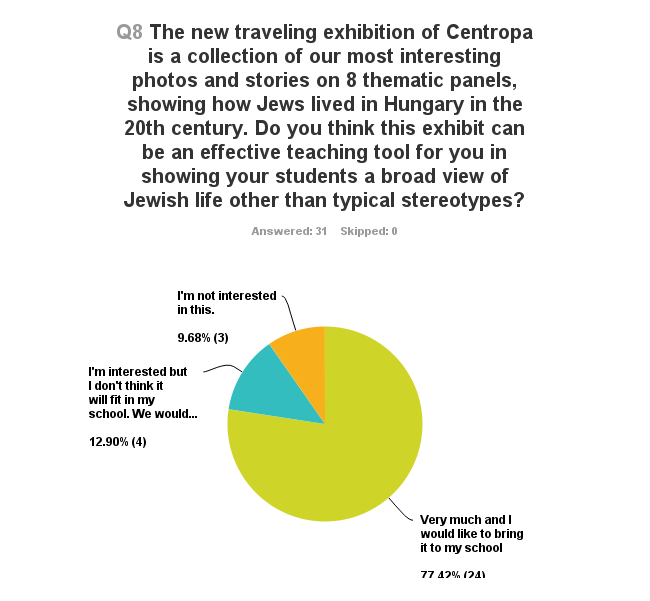 Q8 The new traveling exhibition of Centropa
is a collection of our most interesting
photos and stories on 8 thematic panels,
showing how Jews lived in Hungary in the
20th century. Do you think this exhibit can
be an effective teaching tool for you in
showing your students a broad view of
Jewish life other than typical stereotypes?
Answered: 31 Skipped: 0
I'm not interested
in this.
9.68% (3)
I'm interested but
I don't think it
will fit in my
school. We would...
12.90% (4)
Very much and I
would like to bring
it to my school
77.42% (24)